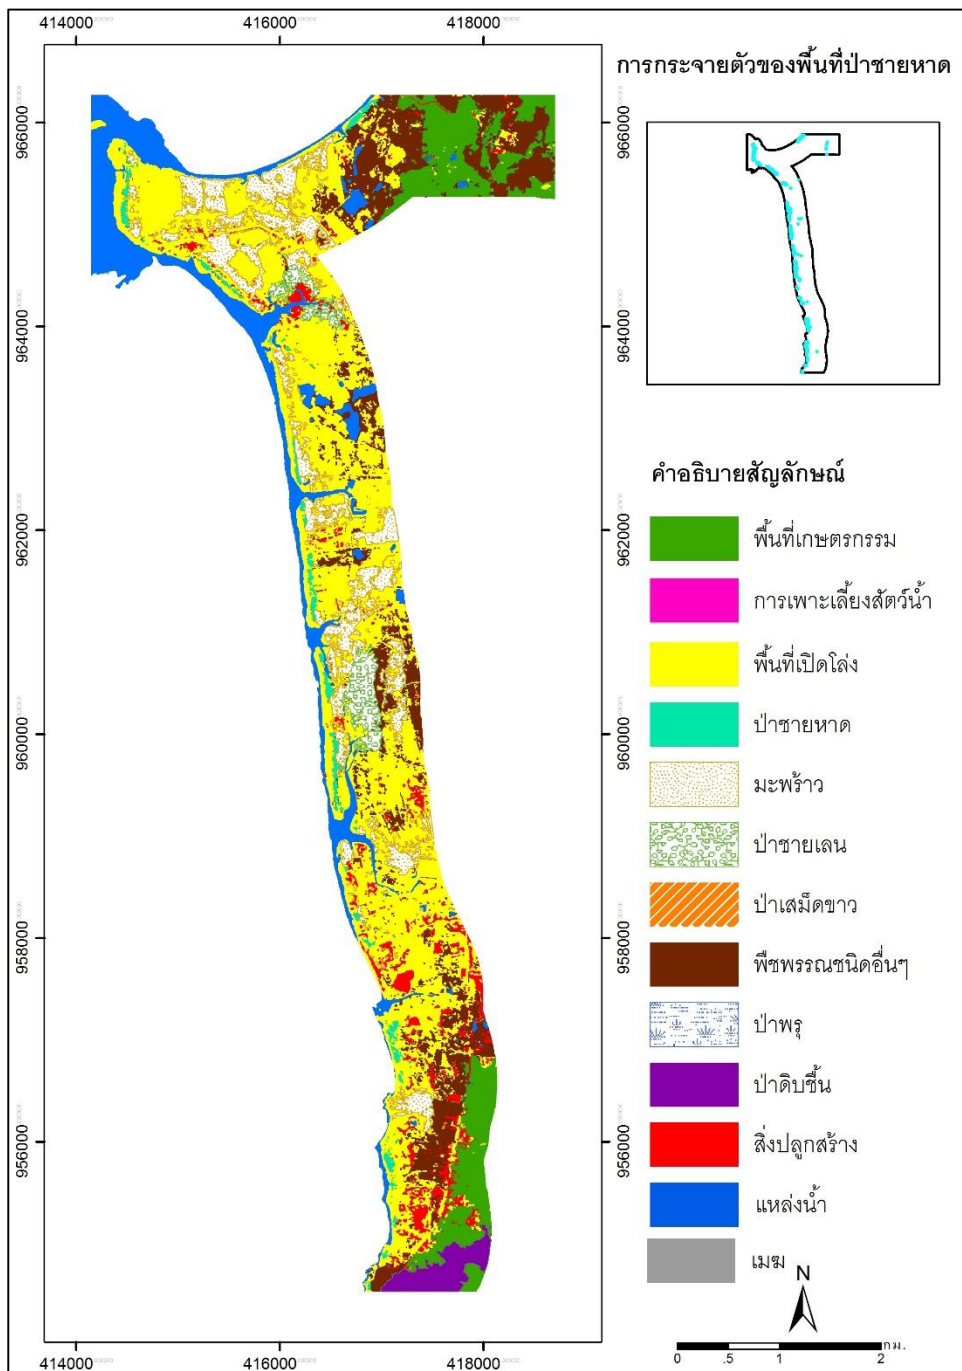 414000 416000 418000
การกระจายตัวของพื้นที่ป่าชายหาด
966000 966000
964000 964000
คำอธิบายสัญลักษณ์
962000 962000
พื้นที่เกษตรกรรม
การเพาะเลี้ยงสัตว์น้ำ
พื้นที่เปิดโล่ง
960000 960000
ป่าชายหาด
มะพร้าว
ป่าชายเลน
ป่าเสม็ดขาว
958000 958000
พืชพรรณชนิดอื่นๆ
ป่าพรุ
ป่าดิบชื้น
956000 956000
สิ่งปลูกสร้าง
แหล่งน้ำ
เมฆ
N
กม.
0 .5 1 2
414000 416000 418000